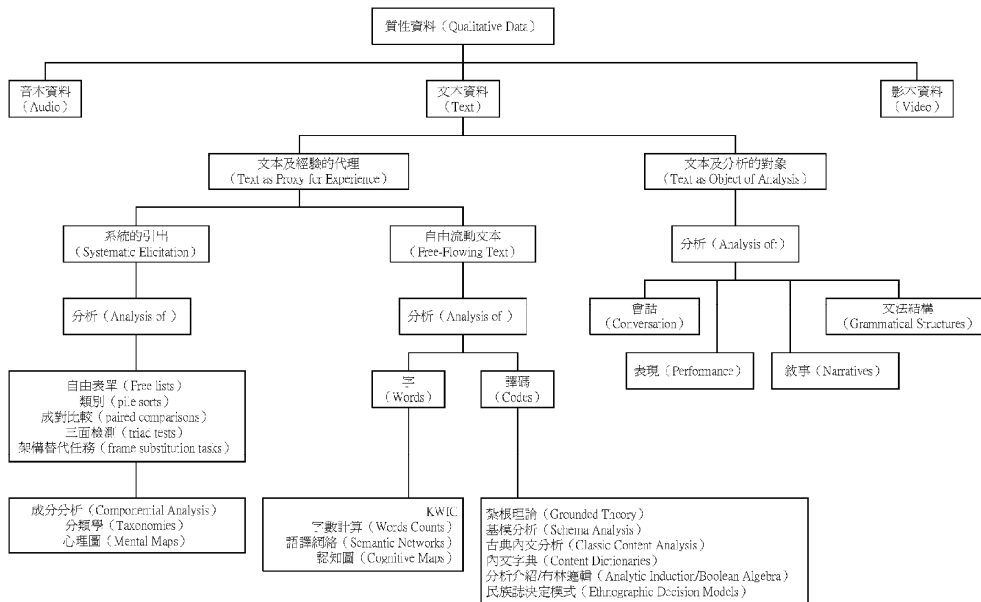 質性資料（Qualitative Data）
音本資料
（Audio）
文本資料
（Text）
影本資料
（Video）
文本及經驗的代理
（Text as Proxy for Experience）
文本及分析的對象
（Text as Object of Analysis）
系統的引出
（Systematic Elicitation）
自由流動文本
（Free-Flowing Text）
分析（Analysis of:）
分析（Analysis of ）
分析（Analysis of ）
會話
（Conversation）
文法結構
（Grammatical Structures）
表現（Performance）
敘事（Narratives）
自由表單（Free lists）
類別（pile sorts）
成對比較（paired comparisons）
三面檢測（triad tests）
架構替代任務（frame substitution tasks）
字
（Words）
譯碼
（Codus）
成分分析（Componential Analysis）
分類學（Taxonomies）
心理圖（Mental Maps）
KWIC
字數計算（Words Counts）
語譯網絡（Semantic Networks）
認知圖（Cognitive Maps）
紮根理論（Grounded Theory）
基模分析（Schema Analysis）
古典內文分析（Classic Content Analysis）
內文字典（Content Dictionaries）
分析介紹/布林邏輯（Analytic Induction/Boolean Algebra）
民族誌決定模式（Ethnographic Decision Models）